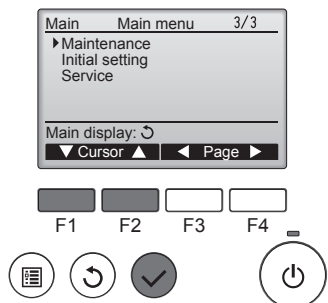 Main Main menu 3/3
Maintenance
Initial setting
Service
Main display:
Cursor Page
F1 F2 F3 F4